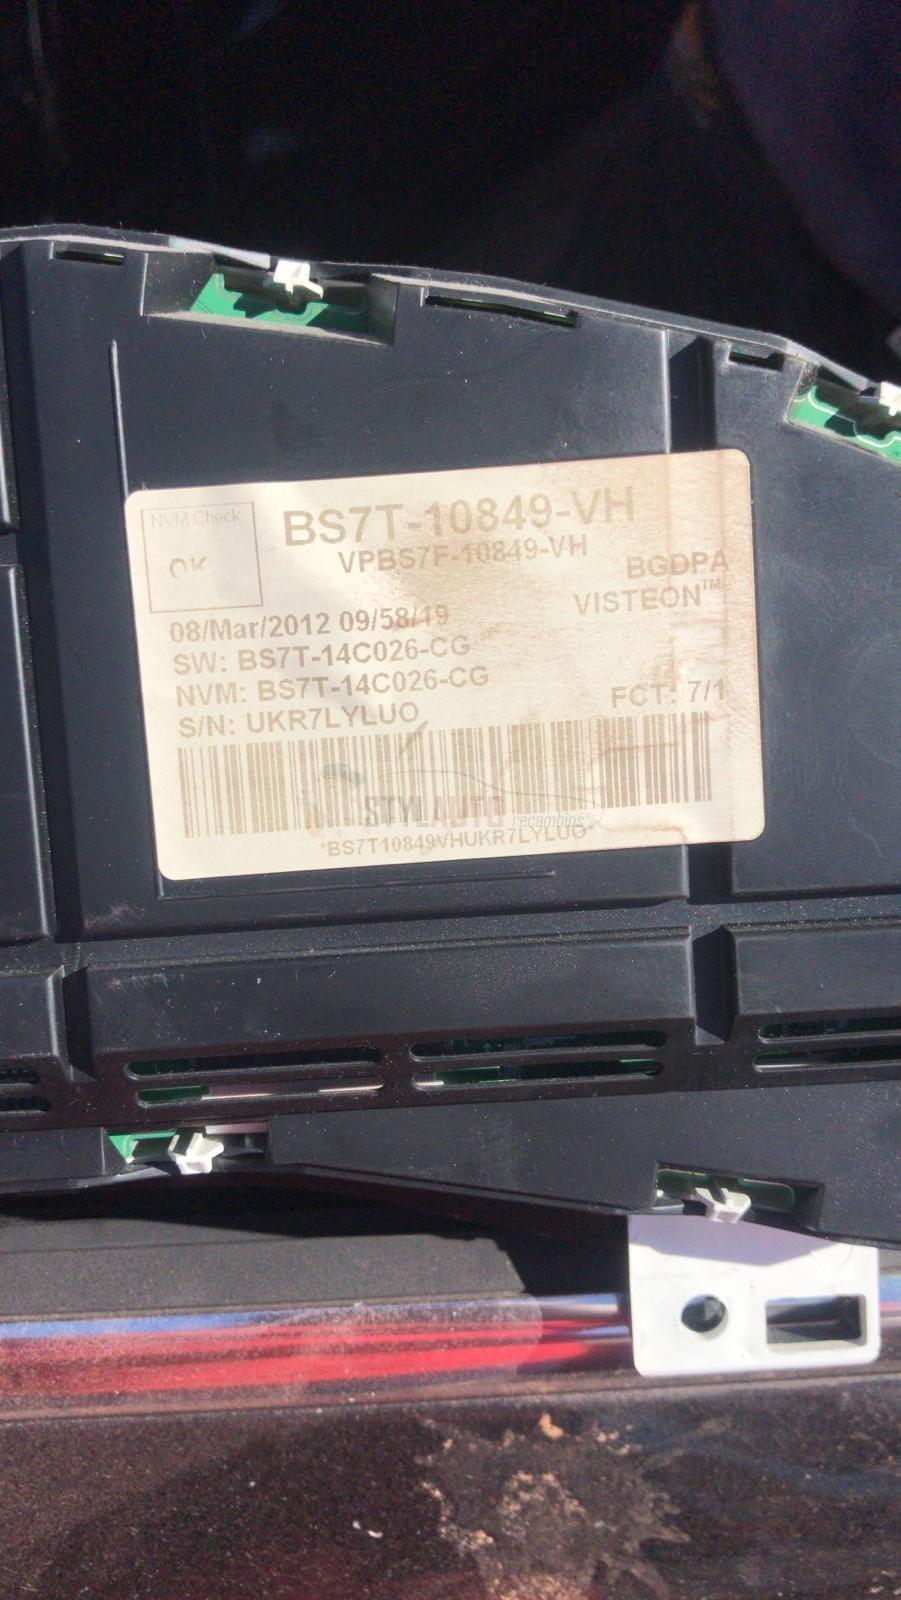 NVM Check
OK
BS7T-10849-VH
VPBS7F-10849-VH
BGDPA
VISTEON™
08/Mar/2012 09/58/19
SW: BS7T-14C026-CG
NVM: BS7T-14C026-CG
FCT: 7/1
S/N: UKR7LYLUO
STYLAUTO
recambios
*BS7T10849VHUKR7LYLUO*